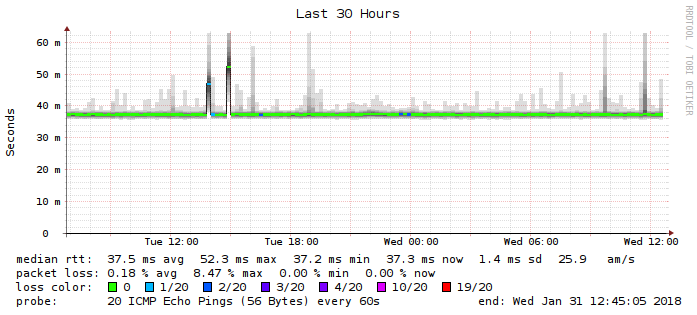 Last 30 Hours
RRDTOOL / TOBI OETIKER
Seconds
60 m
50 m
40 m
30 m
20 m
10 m
0
Tue 12:00 Tue 18:00 Wed 00:00 Wed 06:00 Wed 12:00
median rtt: 37.5 ms avg 52.3 ms max 37.2 ms min 37.3 ms now 1.4 ms sd 25.9 am/s
packet loss: 0.18 % avg 8.47 % max 0.00 % min 0.00 % now
loss color: 0 1/20 2/20 3/20 4/20 10/20 19/20
probe: 20 ICMP Echo Pings (56 Bytes) every 60s end: Wed Jan 31 12:45:05 2018